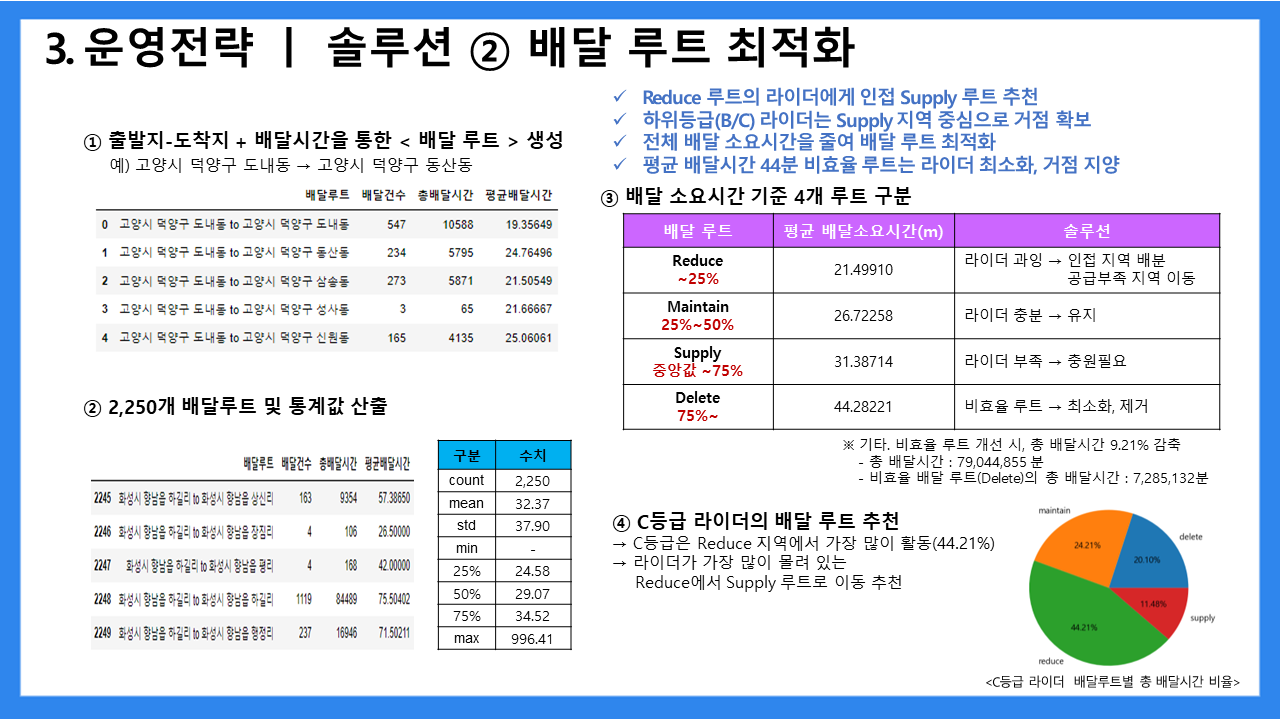 3. 운영전략 ㅣ 솔루션 ② 배달 루트 최적화
① 출발지-도착지 + 배달시간을 통한 < 배달 루트 > 생성
예) 고양시 덕양구 도내동 → 고양시 덕양구 동산동
배달루트 배달건수 총배달시간 평균배달시간
0 고양시 덕양구 도내동 to 고양시 덕양구 도내동 547 10588 19.35649
1 고양시 덕양구 도내동 to 고양시 덕양구 동산동 234 5795 24.76496
2 고양시 덕양구 도내동 to 고양시 덕양구 삼송동 273 5871 21.50549
3 고양시 덕양구 도내동 to 고양시 덕양구 성사동 3 65 21.66667
4 고양시 덕양구 도내동 to 고양시 덕양구 신원동 165 4135 25.06061
② 2,250개 배달루트 및 통계값 산출
배달루트 배달건수 총배달시간 평균배달시간
2245 화성시 향남읍 하길리 to 화성시 향남읍 상신리 163 9354 57.38650
2246 화성시 향남읍 하길리 to 화성시 향남읍 장짐리 4 106 26.50000
2247 화성시 향남읍 하길리 to 화성시 향남읍 평리 4 168 42.00000
2248 화성시 향남읍 하길리 to 화성시 향남읍 하길리 1119 84489 75.50402
2249 화성시 향남읍 하길리 to 화성시 향남읍 행정리 237 16946 71.50211
구분 수치
count 2,250
mean 32.37
std 37.90
min -
25% 24.58
50% 29.07
75% 34.52
max 996.41
✓ Reduce 루트의 라이더에게 인접 Supply 루트 추천
✓ 하위등급(B/C) 라이더는 Supply 지역 중심으로 거점 확보
✓ 전체 배달 소요시간을 줄여 배달 루트 최적화
✓ 평균 배달시간 44분 비효율 루트는 라이더 최소화, 거점 지양
③ 배달 소요시간 기준 4개 루트 구분
배달 루트 평균 배달소요시간(m) 솔루션
Reduce
~25%
21.49910
라이더 과잉 → 인접 지역 배분
공급부족 지역 이동
Maintain
25%~50%
26.72258
라이더 충분 → 유지
Supply
중앙값 ~75%
31.38714
라이더 부족 → 충원필요
Delete
75%~
44.28221
비효율 루트 → 최소화, 제거
※ 기타. 비효율 루트 개선 시, 총 배달시간 9.21% 감축
- 총 배달시간 : 79,044,855 분
- 비효율 배달 루트(Delete)의 총 배달시간 : 7,285,132분
④ C등급 라이더의 배달 루트 추천
→ C등급은 Reduce 지역에서 가장 많이 활동(44.21%)
→ 라이더가 가장 많이 몰려 있는
Reduce에서 Supply 루트로 이동 추천
maintain
24.21%
delete
20.10%
11.48%
supply
44.21%
reduce
<C등급 라이더 배달루트별 총 배달시간 비율>